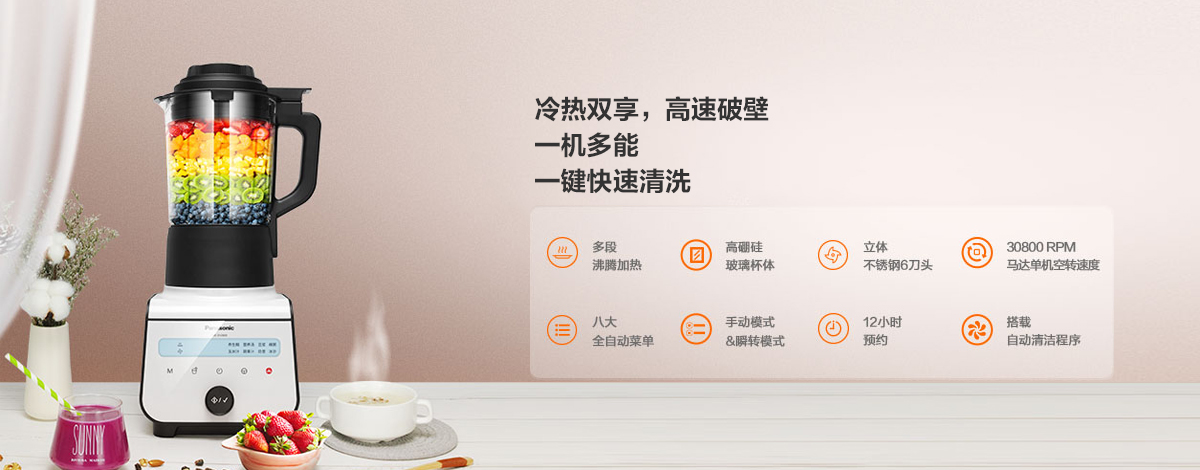 冷热双享，高速破壁
一机多能
一键快速清洗
多段
沸腾加热
高硼硅
玻璃杯体
立体
不锈钢6刀头
30800 RPM
马达单机空转速度
八大
全自动菜单
手动模式
&瞬转模式
12小时
预约
搭载
自动清洁程序
Panasonic
M
SUNNY